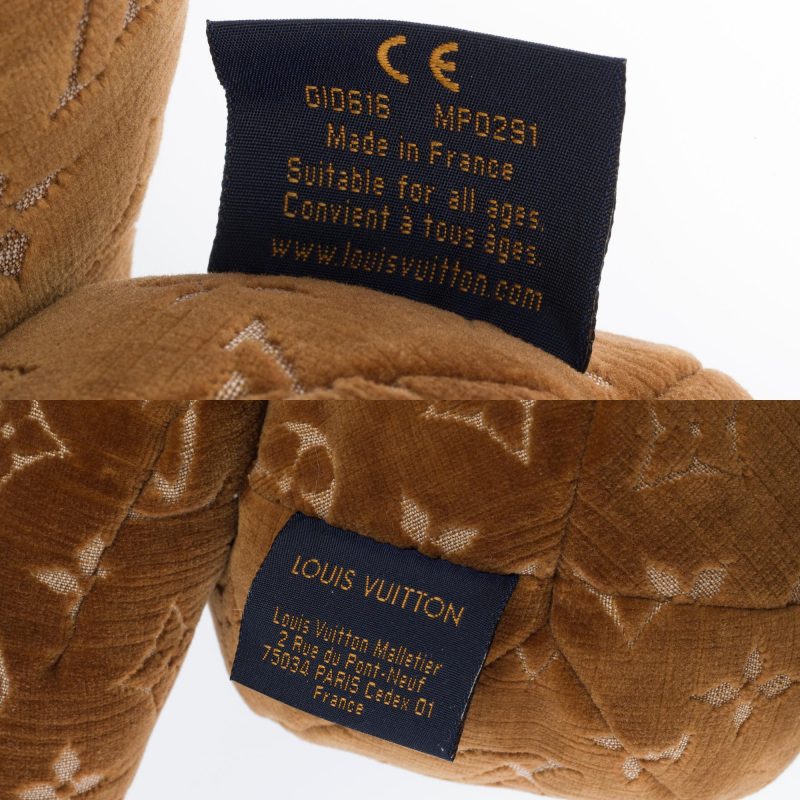 CE
GI0616 MP0291
Made in France
Suitable for all ages.
Convient à tous âges.
www.louisvuitton.com
LOUIS VUITTON
Louis Vuitton Malletier
2 Rue du Pont-Neuf
75034 PARIS Cedex 01
France